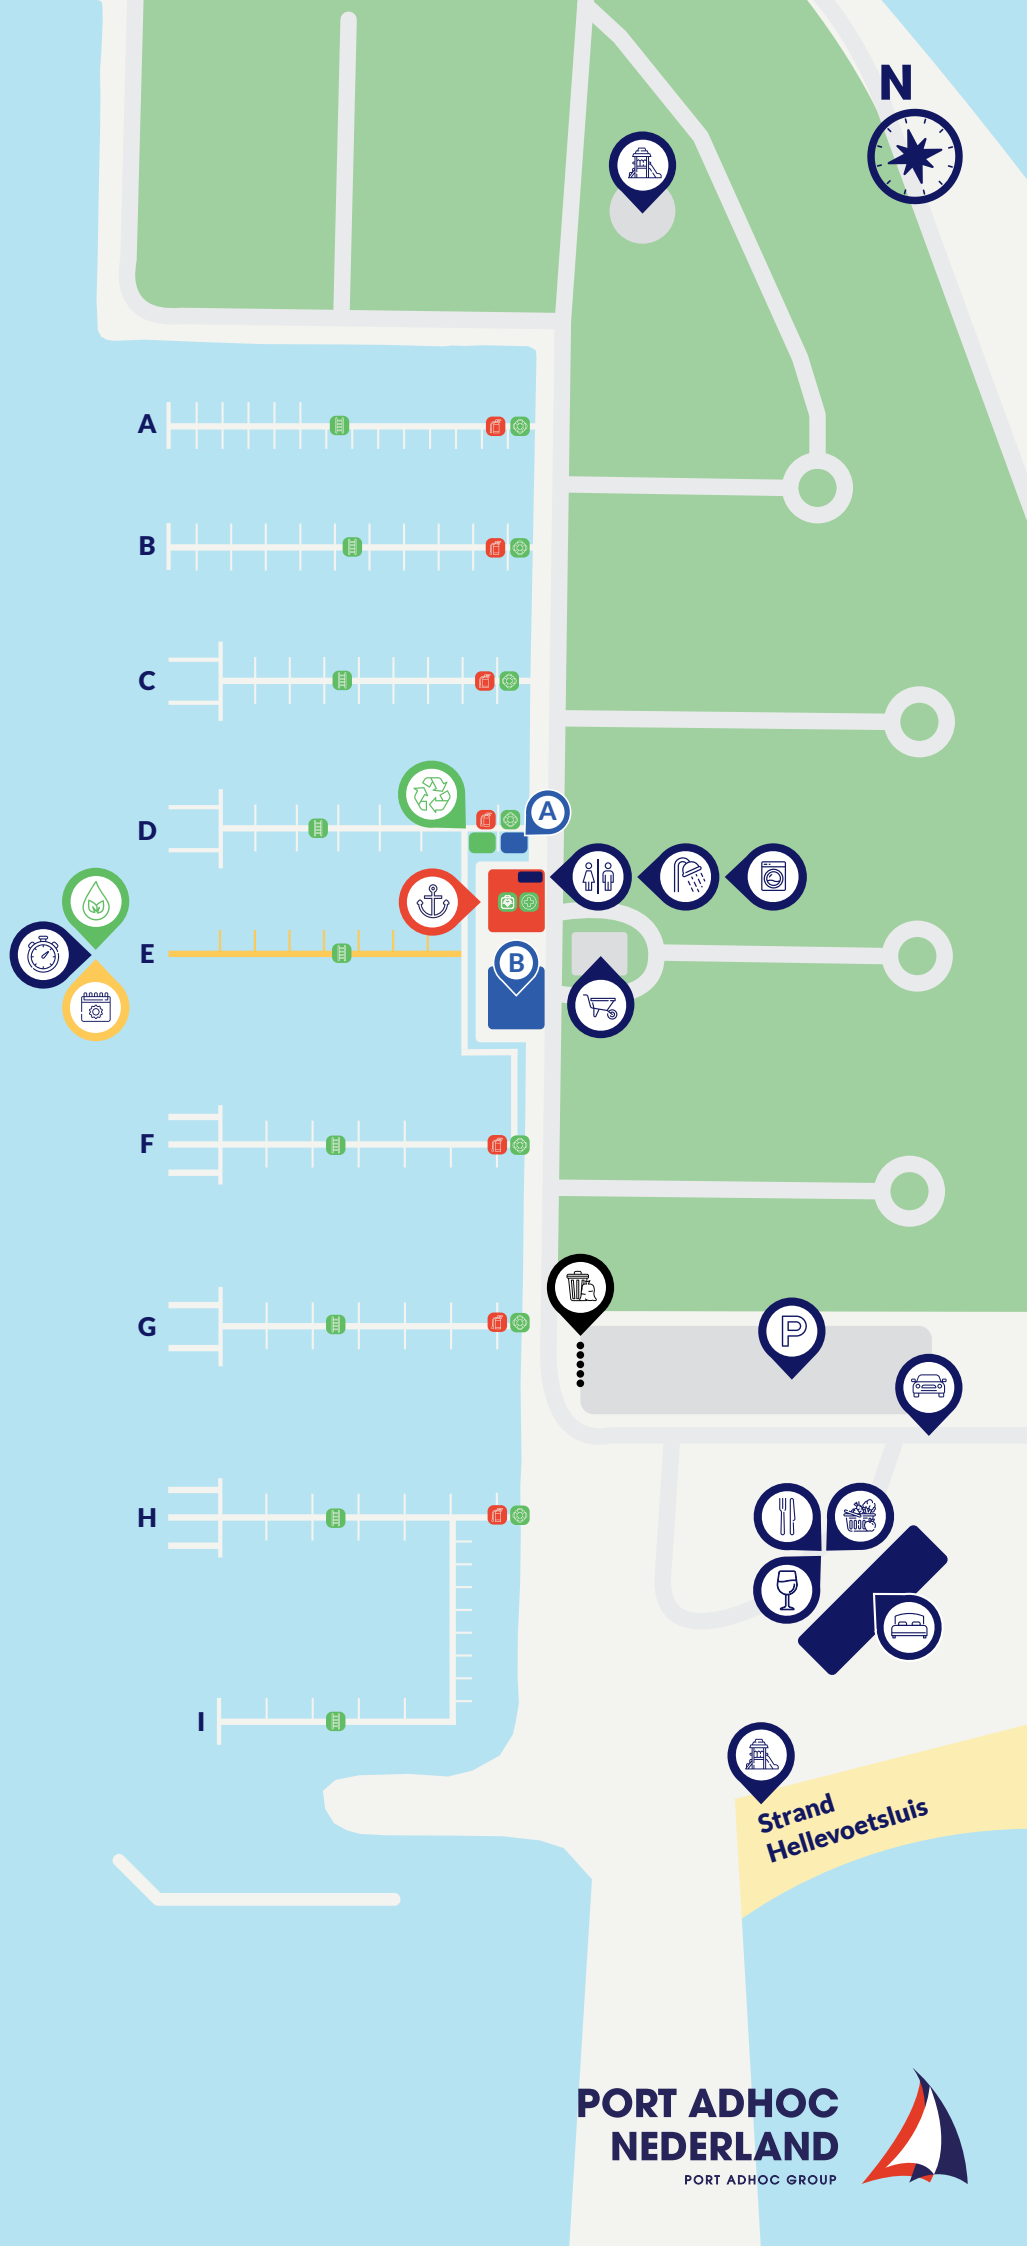 N
A
B
C
D
A
E
B
F
G
P
H
I
Strand
Hellevoetsluis
PORT ADHOC
NEDERLAND
PORT ADHOC GROUP